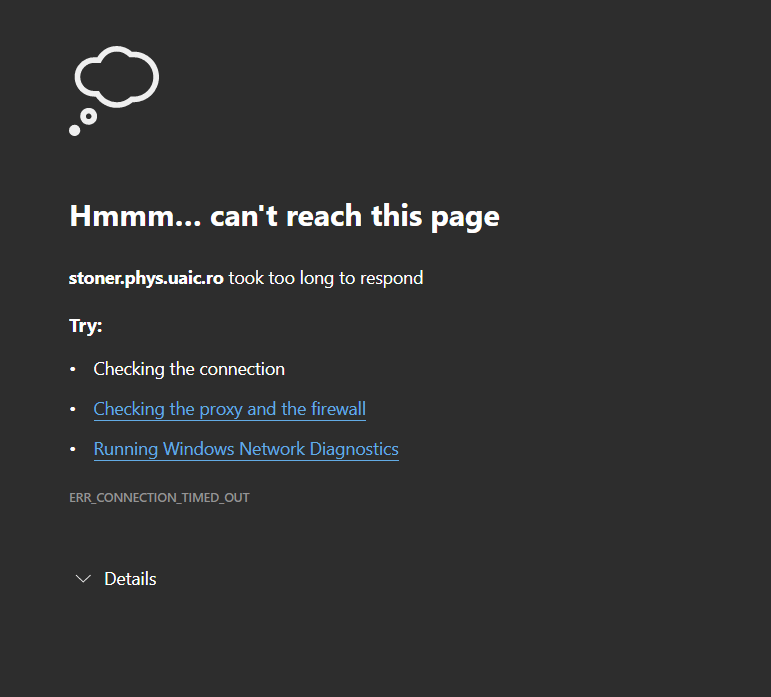 Hmmm... can't reach this page
stoner.phys.uaic.ro took too long to respond
Try:
• Checking the connection
• Checking the proxy and the firewall
• Running Windows Network Diagnostics
ERR_CONNECTION_TIMED_OUT
Details